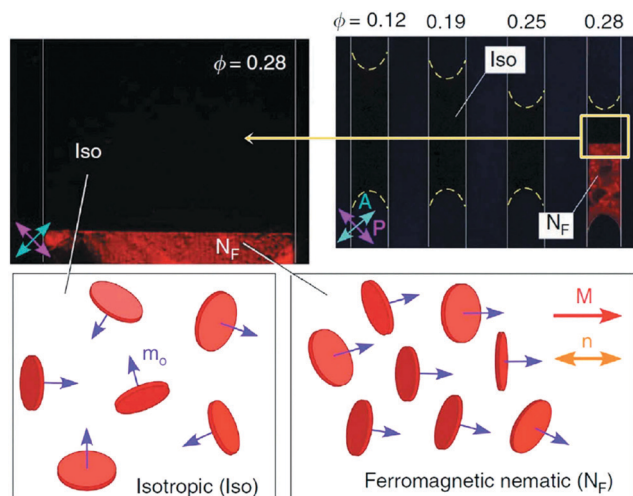 ϕ = 0.12 0.19 0.25 0.28
ϕ = 0.28
Iso
Iso
A
P
N_F
N_F
m_o
M
n
Isotropic (Iso)
Ferromagnetic nematic (N_F)